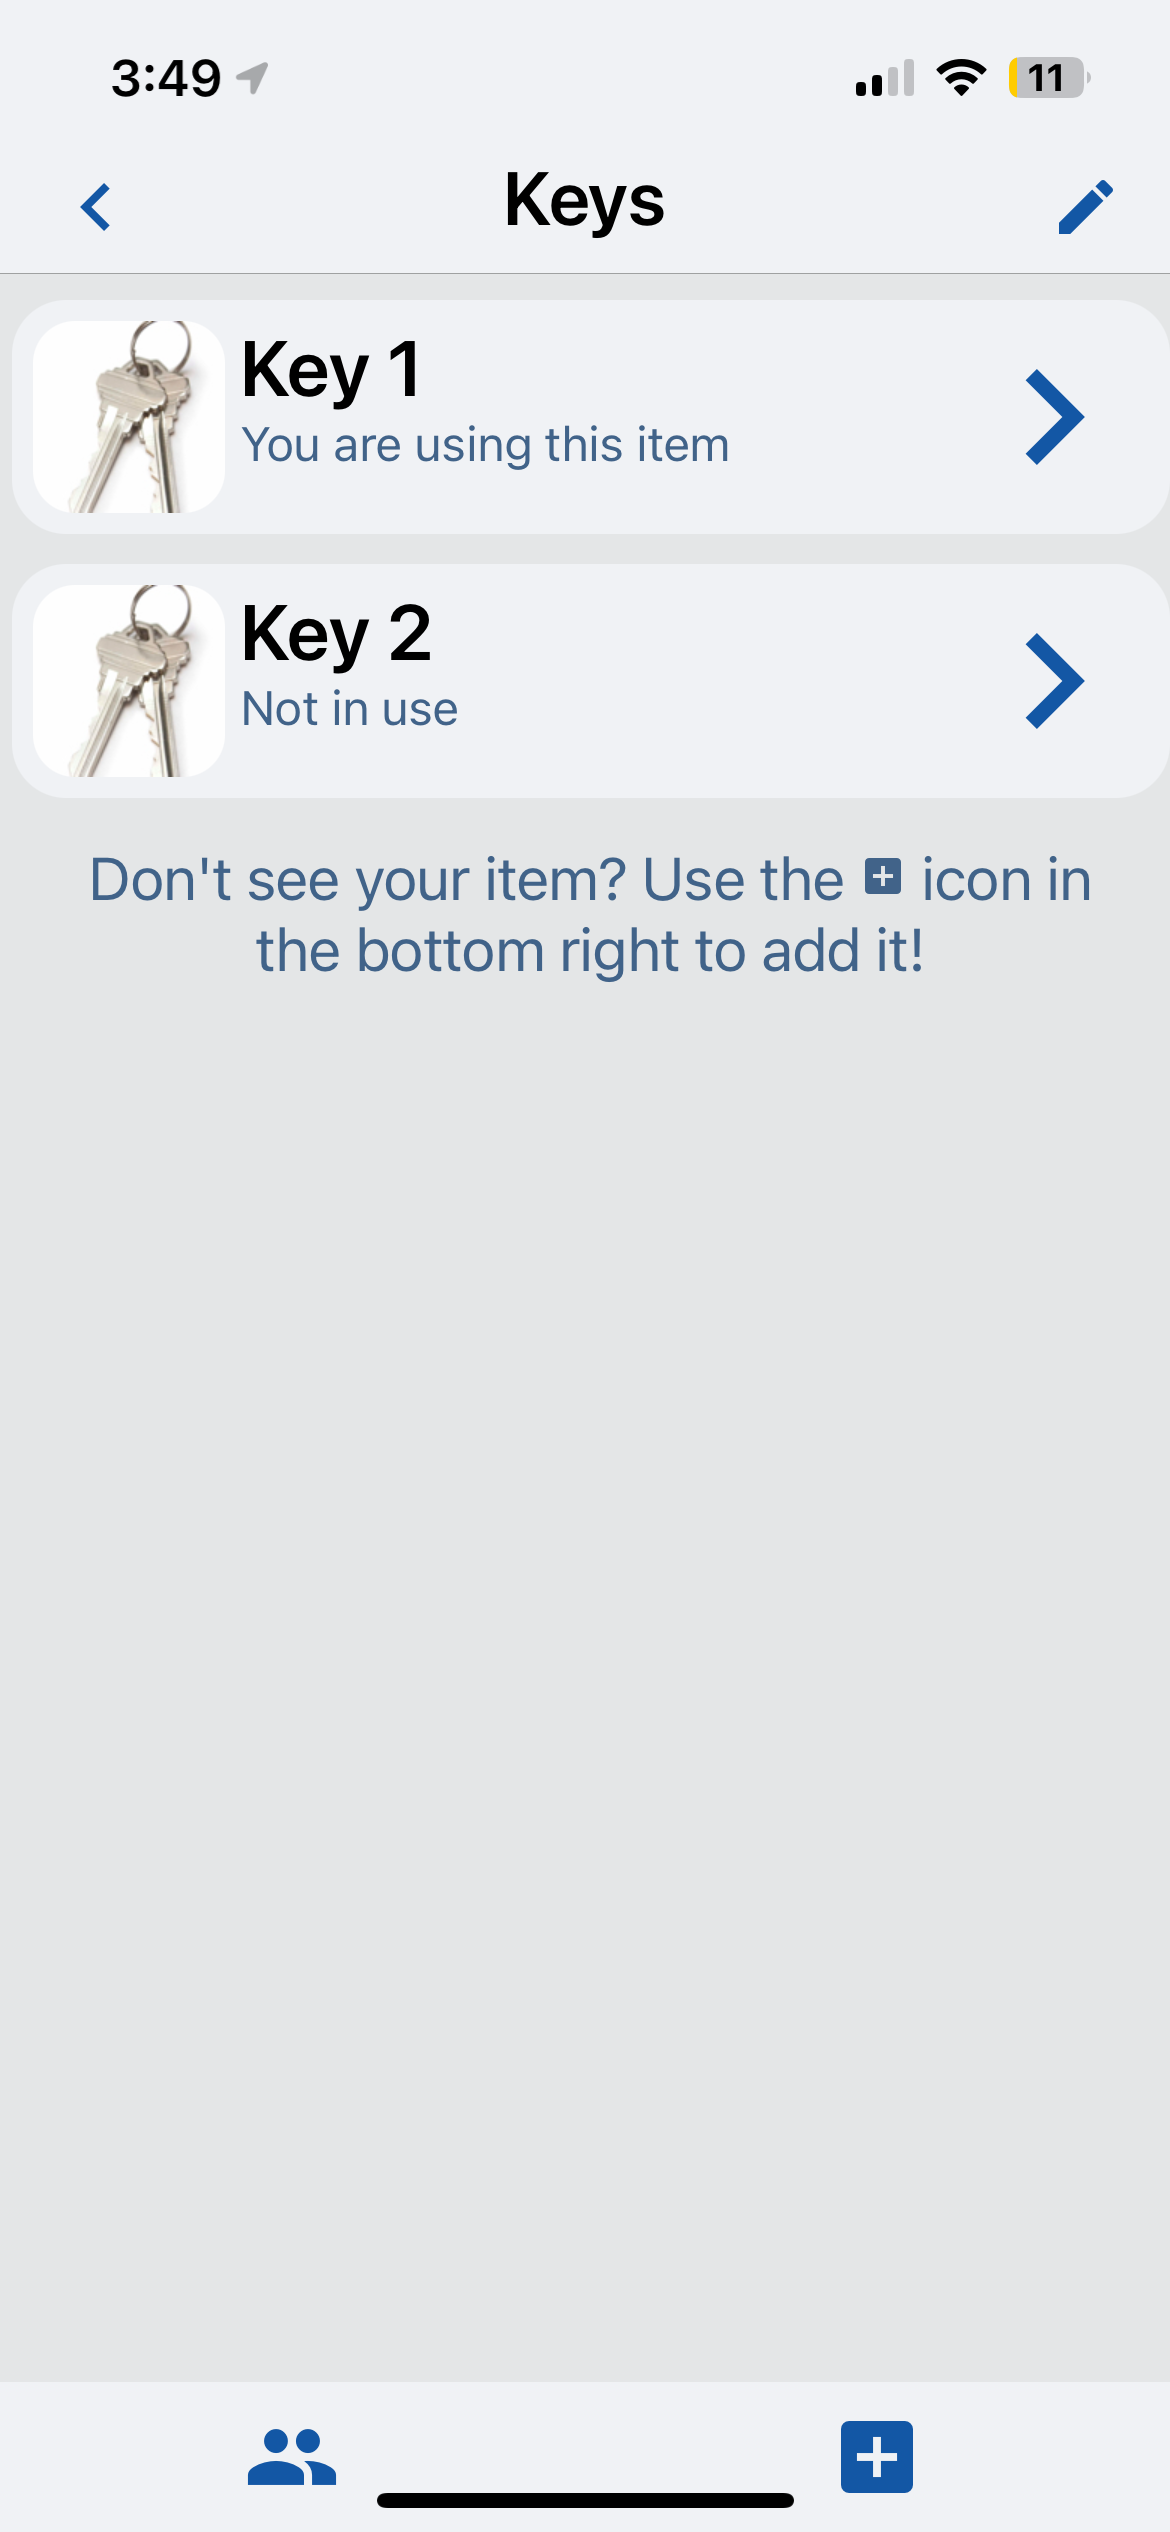 3:49
11
Keys
Key 1
You are using this item
Key 2
Not in use
Don't see your item? Use the icon in
the bottom right to add it!